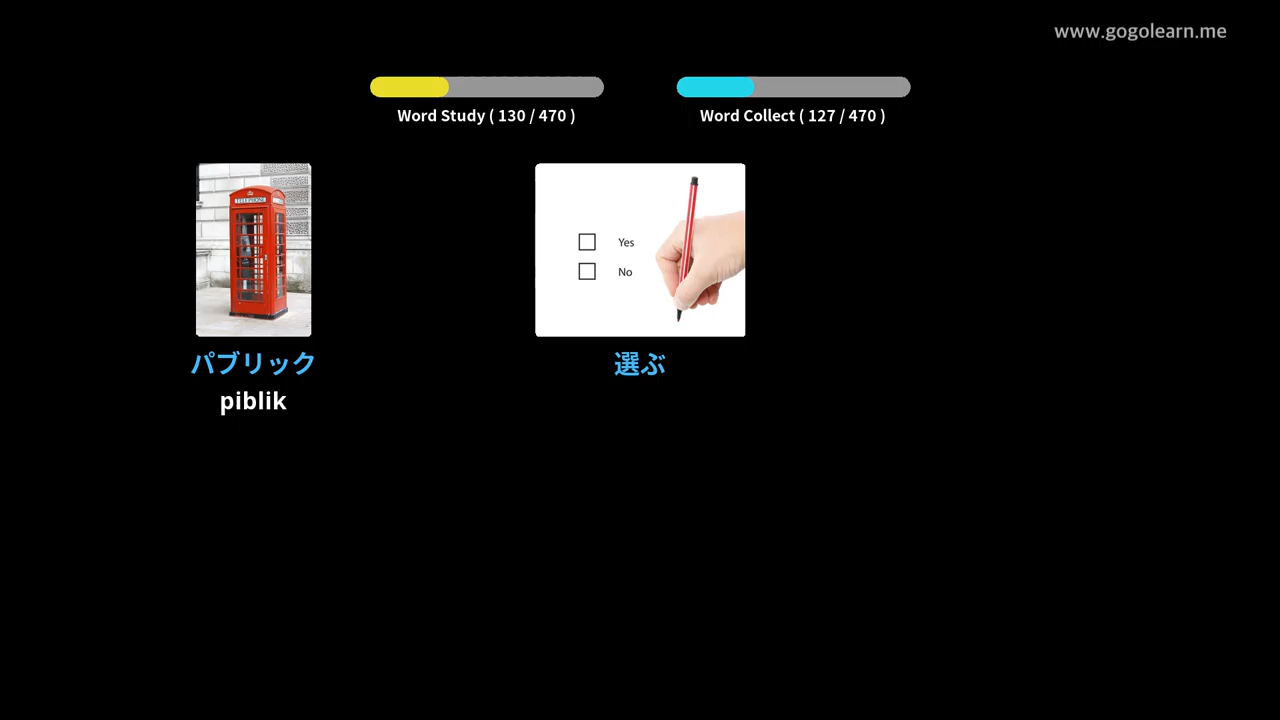 www.gogolearn.me
Word Study ( 130 / 470 )
Word Collect ( 127 / 470 )
TELEPHONE
Yes
No
パブリック
選ぶ
piblik